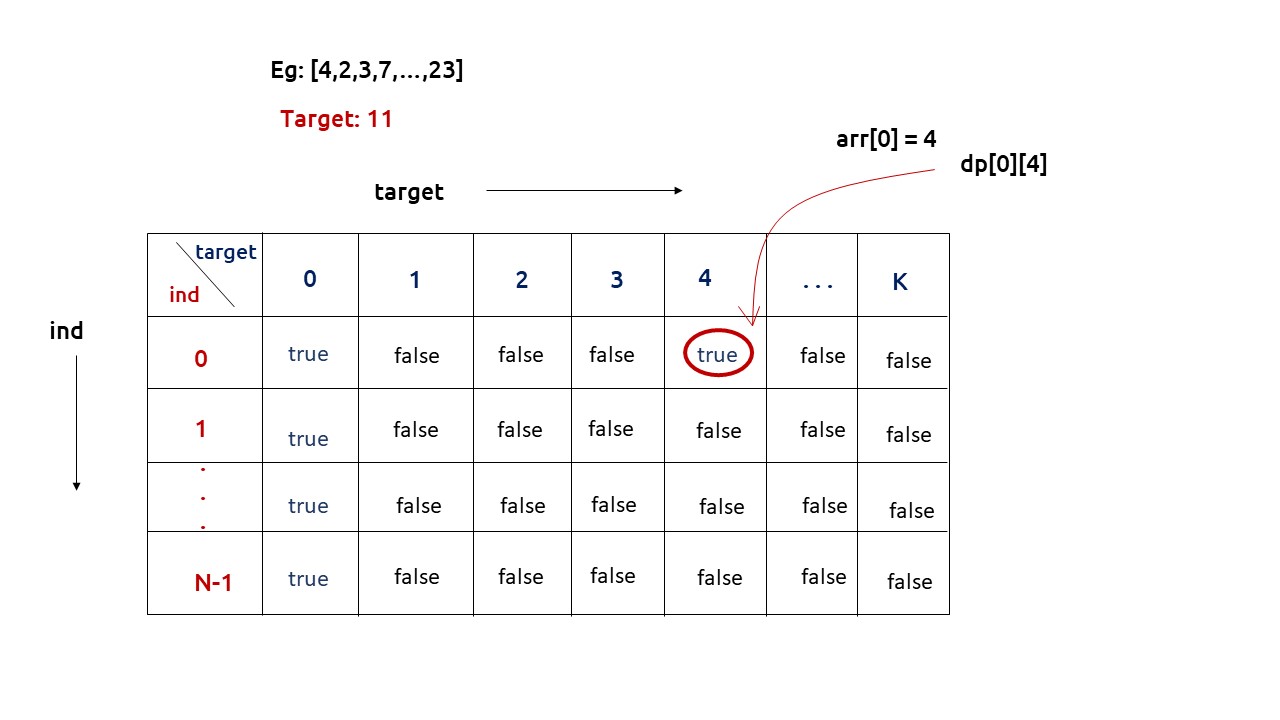 Eg: [4,2,3,7,...,23]
Target: 11
arr[0] = 4
dp[0][4]
target
target
ind
0 1 2 3 4 ... K
ind
0 true false false false true false false
1 true false false false false false false
. . . true false false false false false false
N-1 true false false false false false false